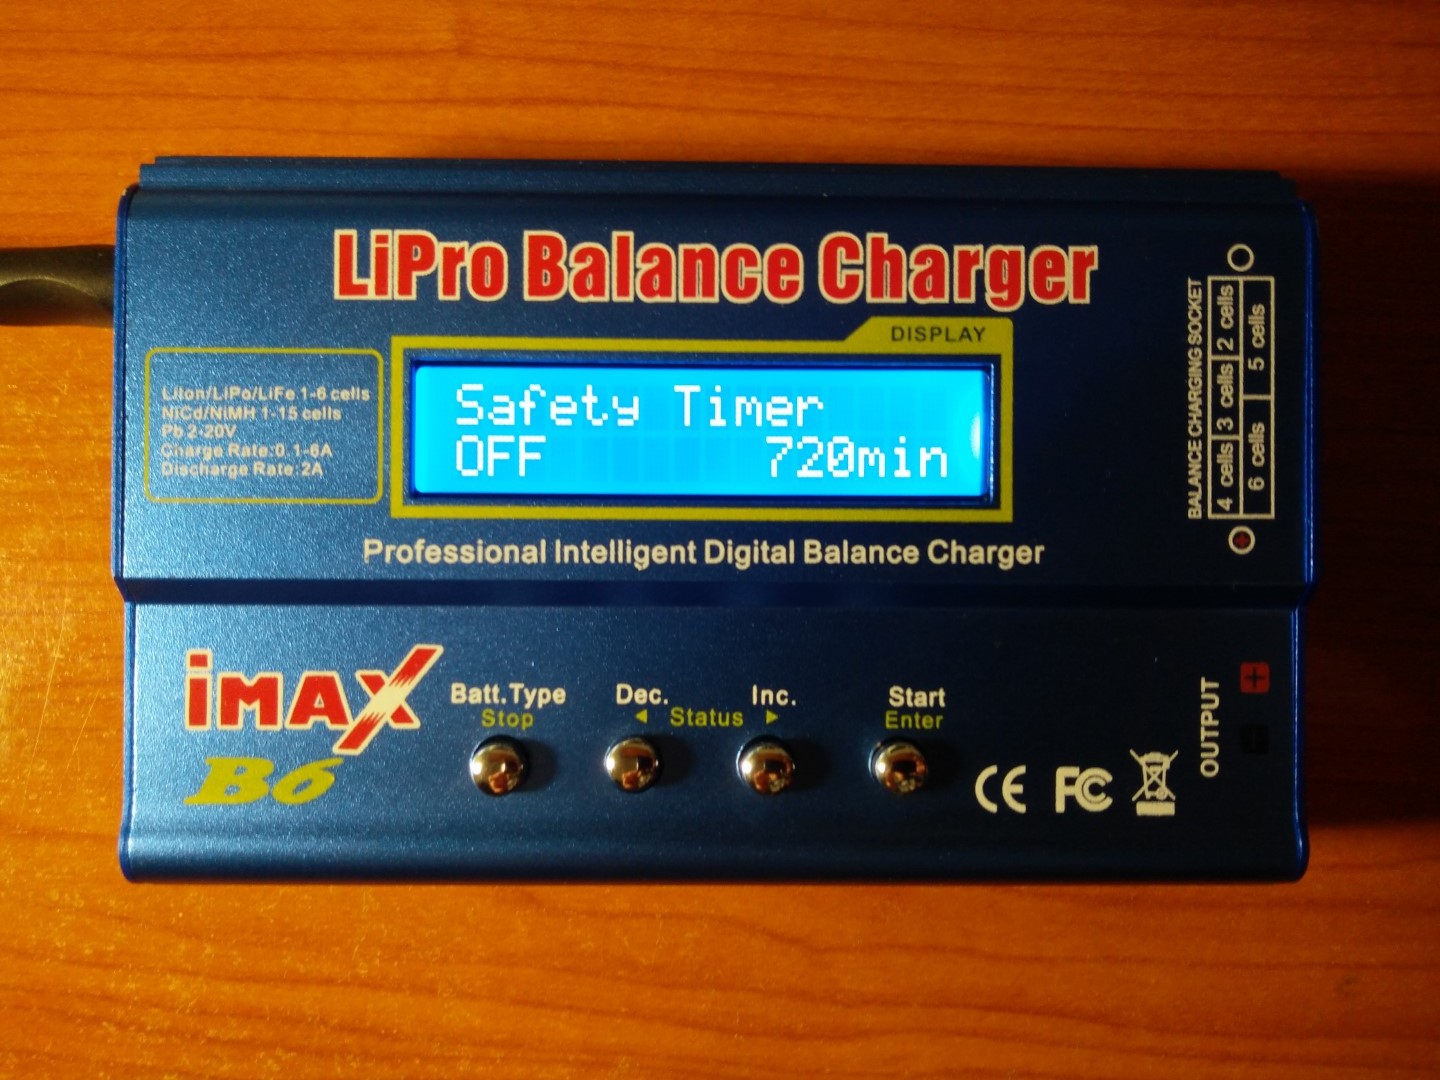 LiPro Balance Charger
DISPLAY
Safety Timer
OFF 720min
LiIon/LiPo/LiFe 1-6 cells
NiCd/NiMH 1-15 cells
Pb 2-20V
Charge Rate:0.1-6A
Discharge Rate:2A
Professional Intelligent Digital Balance Charger
BALANCE CHARGING SOCKET
4 cells 3 cells 2 cells
6 cells 5 cells
iMAX
B6
Batt.Type Dec. Inc. Start
Stop ◄ Status ► Enter
CE FC
OUTPUT
+
-